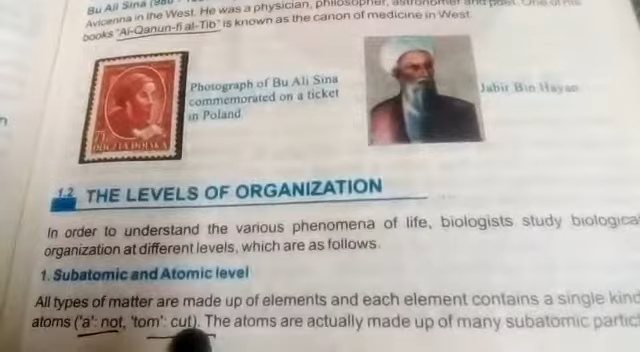 Bu Ali Sina (980
Avicenna in the West. He was a physician, philosopher, astronomer and poet. One of his
books "Al-Qanun-fi al-Tib" is known as the canon of medicine in West.
Photograph of Bu Ali Sina
commemorated on a ticket
in Poland
POCZTA POLSKA
Jabir Bin Hayan
1.2 THE LEVELS OF ORGANIZATION
In order to understand the various phenomena of life, biologists study biological
organization at different levels, which are as follows.
1. Subatomic and Atomic level
All types of matter are made up of elements and each element contains a single kind
atoms ('a': not, 'tom': cut). The atoms are actually made up of many subatomic partic